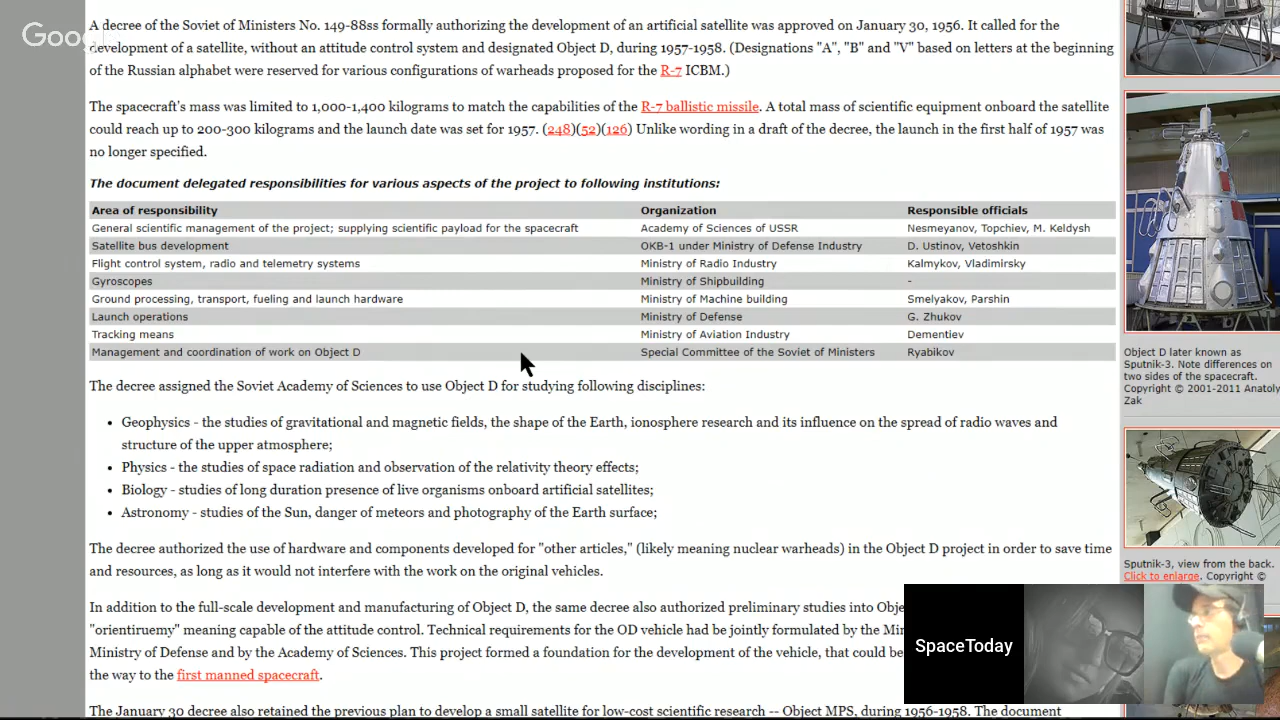 Google
A decree of the Soviet of Ministers No. 149-88ss formally authorizing the development of an artificial satellite was approved on January 30, 1956. It called for the
development of a satellite, without an attitude control system and designated Object D, during 1957-1958. (Designations "A", "B" and "V" based on letters at the beginning
of the Russian alphabet were reserved for various configurations of warheads proposed for the R-7 ICBM.)
The spacecraft's mass was limited to 1,000-1,400 kilograms to match the capabilities of the R-7 ballistic missile. A total mass of scientific equipment onboard the satellite
could reach up to 200-300 kilograms and the launch date was set for 1957. (248)(52)(126) Unlike wording in a draft of the decree, the launch in the first half of 1957 was
no longer specified.
The document delegated responsibilities for various aspects of the project to following institutions:
Area of responsibility Organization Responsible officials
General scientific management of the project; supplying scientific payload for the spacecraft Academy of Sciences of USSR Nesmeyanov, Topchiev, M. Keldysh
Satellite bus development OKB-1 under Ministry of Defense Industry D. Ustinov, Vetoshkin
Flight control system, radio and telemetry systems Ministry of Radio Industry Kalmykov, Vladimirsky
Gyroscopes Ministry of Shipbuilding -
Ground processing, transport, fueling and launch hardware Ministry of Machine building Smelyakov, Parshin
Launch operations Ministry of Defense G. Zhukov
Tracking means Ministry of Aviation Industry Dementiev
Management and coordination of work on Object D Special Committee of the Soviet of Ministers Ryabikov
The decree assigned the Soviet Academy of Sciences to use Object D for studying following disciplines:
• Geophysics - the studies of gravitational and magnetic fields, the shape of the Earth, ionosphere research and its influence on the spread of radio waves and
structure of the upper atmosphere;
• Physics - the studies of space radiation and observation of the relativity theory effects;
• Biology - studies of long duration presence of live organisms onboard artificial satellites;
• Astronomy - studies of the Sun, danger of meteors and photography of the Earth surface;
The decree authorized the use of hardware and components developed for "other articles," (likely meaning nuclear warheads) in the Object D project in order to save time
and resources, as long as it would not interfere with the work on the original vehicles.
In addition to the full-scale development and manufacturing of Object D, the same decree also authorized preliminary studies into Obje
"orientiruemy" meaning capable of the attitude control. Technical requirements for the OD vehicle had be jointly formulated by the Min
Ministry of Defense and by the Academy of Sciences. This project formed a foundation for the development of the vehicle, that could be
the way to the first manned spacecraft.
The January 30 decree also retained the previous plan to develop a small satellite for low-cost scientific research -- Object MPS, during 1956-1958. The document
Object D later known as
Sputnik-3. Note differences on
two sides of the spacecraft.
Copyright © 2001-2011 Anatoly
Zak
Sputnik-3, view from the back.
Click to enlarge. Copyright ©
SpaceToday